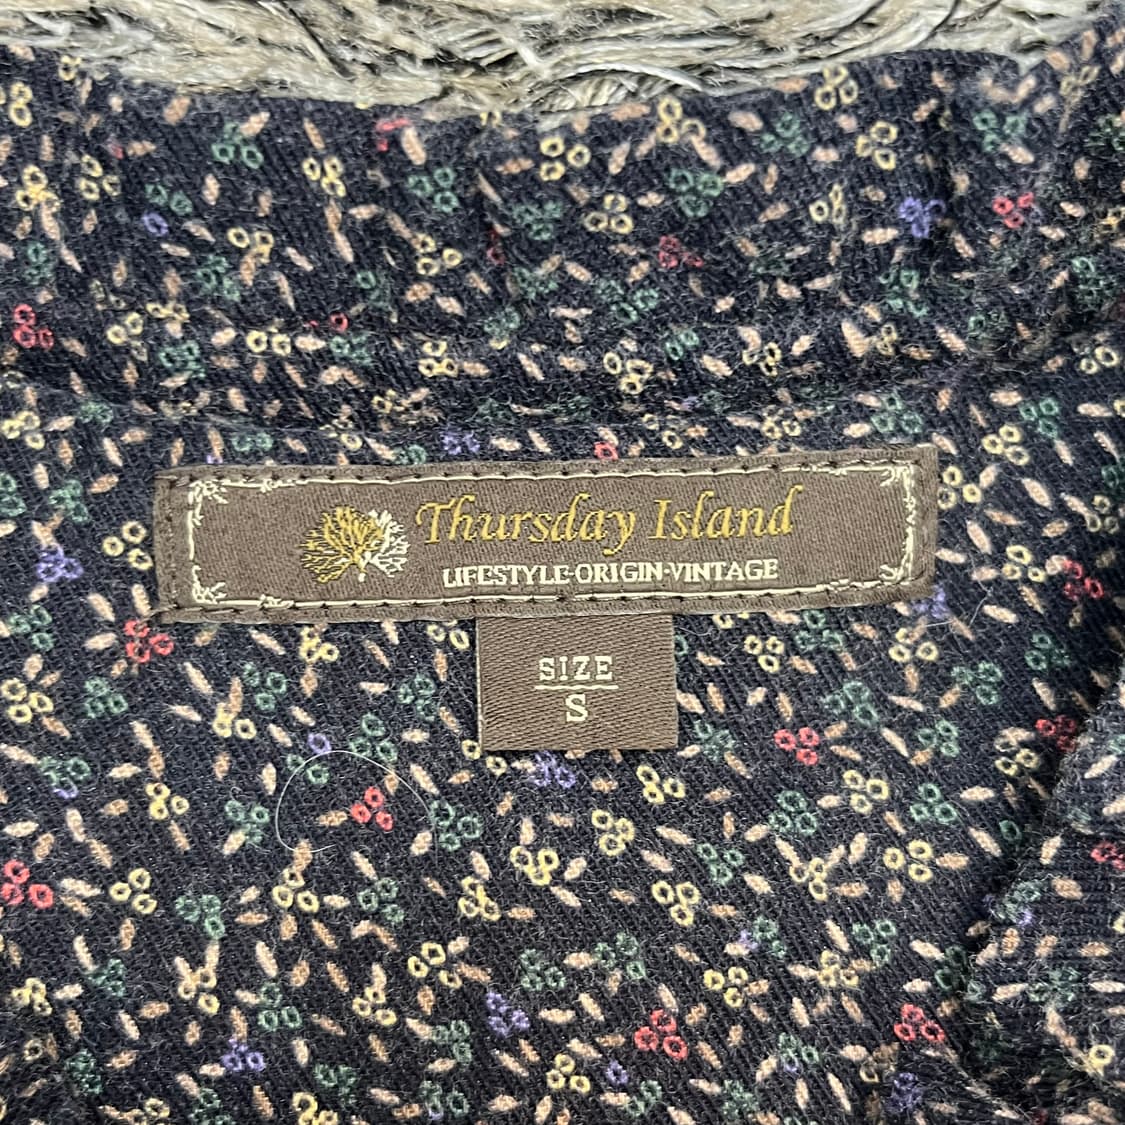 Thursday Island
LIFESTYLE·ORIGIN·VINTAGE
SIZE
S